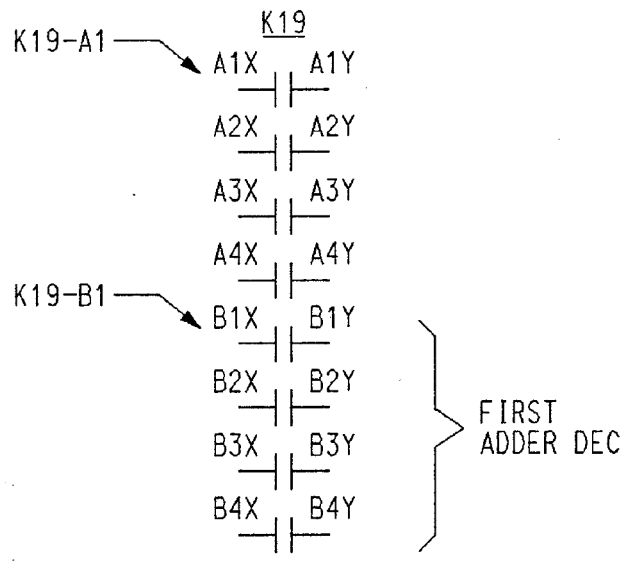 K19
K19-A1
A1X A1Y
A2X A2Y
A3X A3Y
A4X A4Y
K19-B1
B1X B1Y
B2X B2Y
B3X B3Y
B4X B4Y
FIRST
ADDER DEC